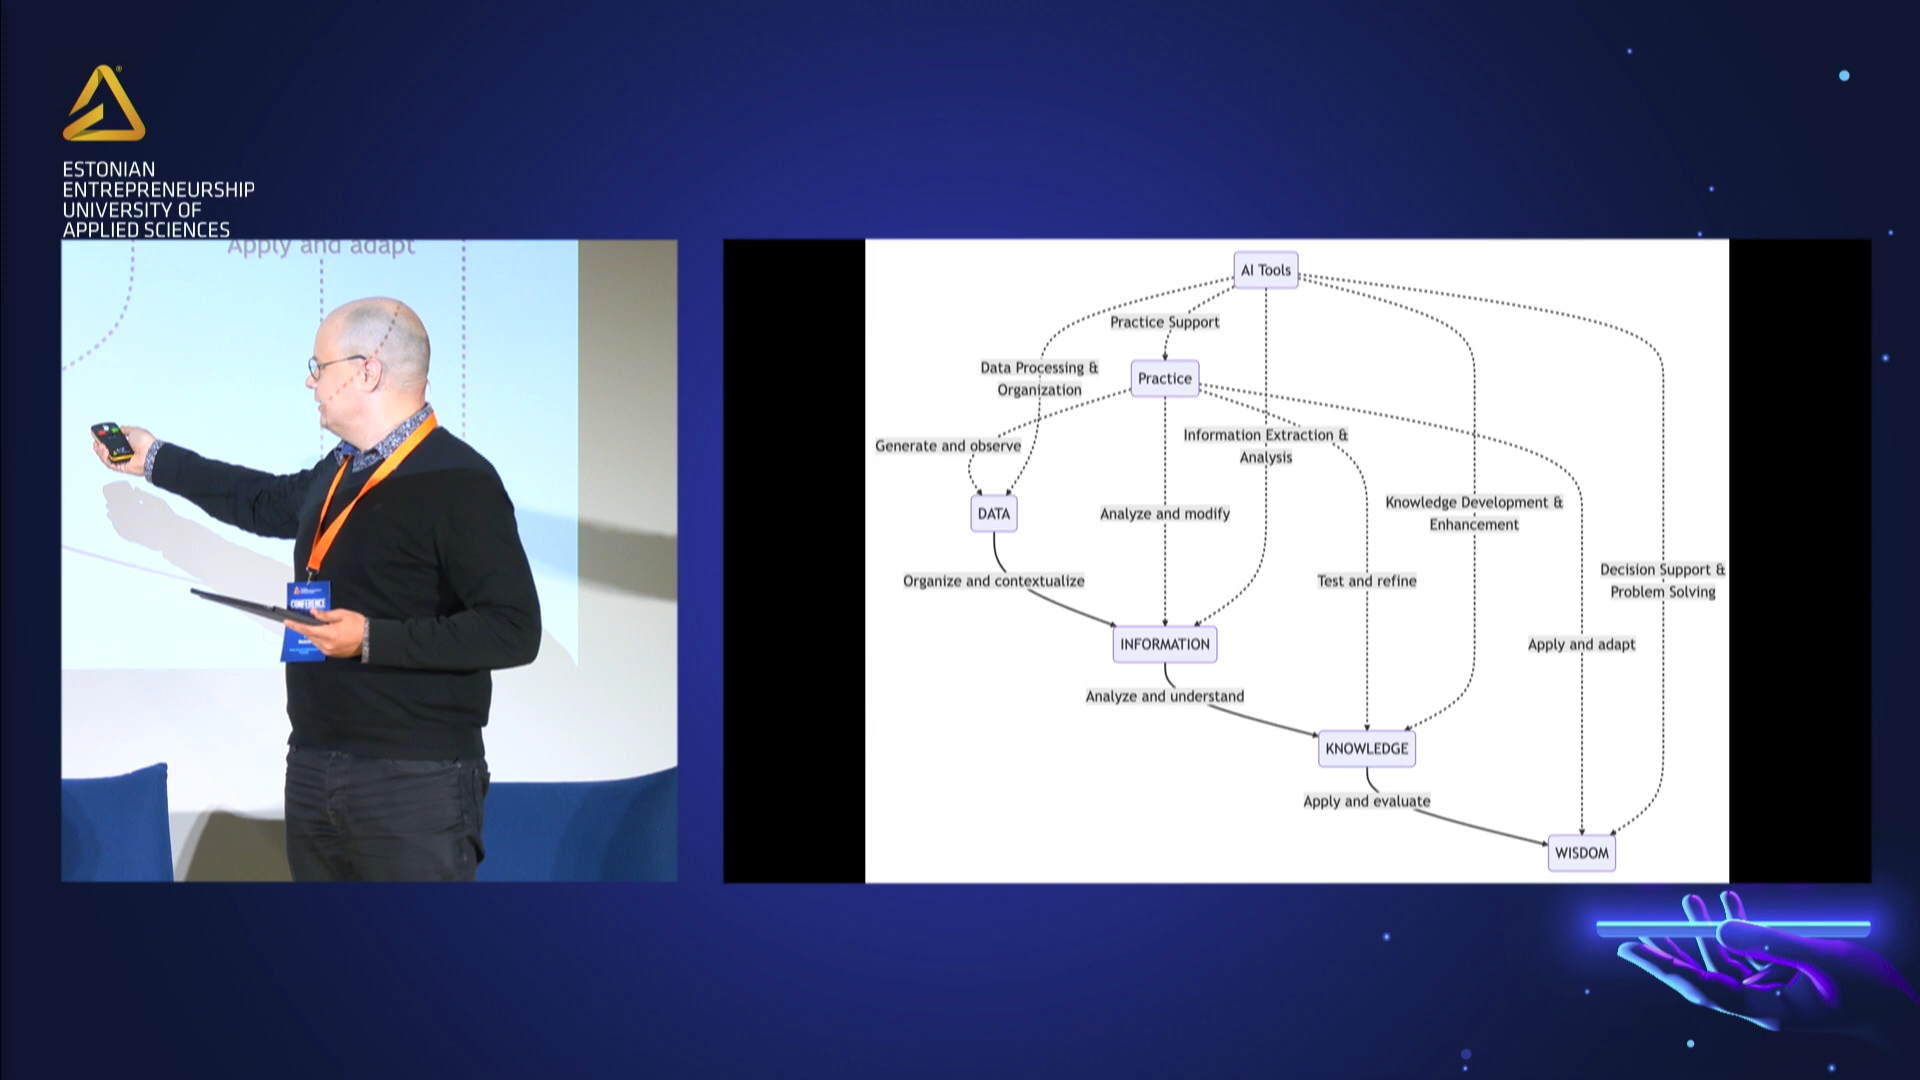 ESTONIAN
ENTREPRENEURSHIP
UNIVERSITY OF
APPLIED SCIENCES
Apply and adapt
CONFERENCE
AI Tools
Practice Support
Data Processing &
Organization
Practice
Generate and observe
Information Extraction &
Analysis
DATA
Analyze and modify
Knowledge Development &
Enhancement
Organize and contextualize
Test and refine
Decision Support &
Problem Solving
INFORMATION
Apply and adapt
Analyze and understand
KNOWLEDGE
Apply and evaluate
WISDOM